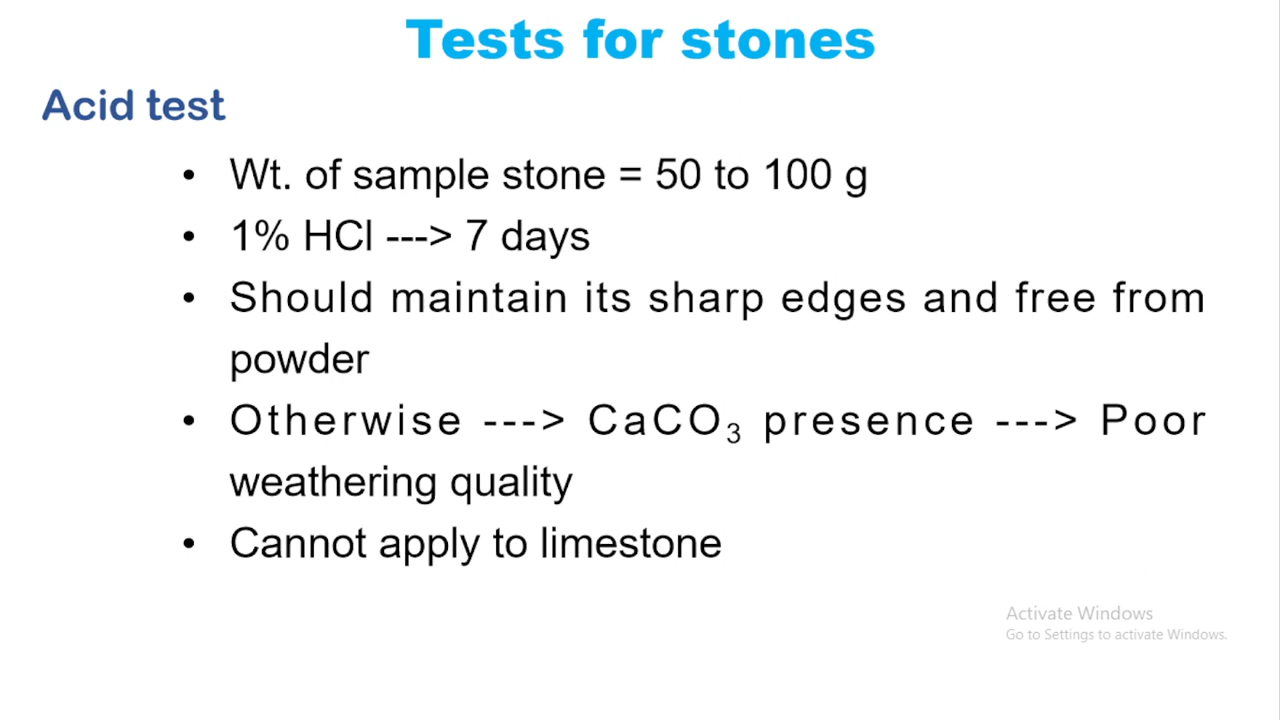 Tests for stones
Acid test
• Wt. of sample stone = 50 to 100 g
• 1% HCl ---> 7 days
• Should maintain its sharp edges and free from
powder
• Otherwise ---> CaCO₃ presence ---> Poor
weathering quality
• Cannot apply to limestone
Activate Windows
Go to Settings to activate Windows.